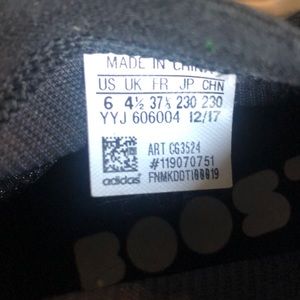 MADE IN CHINA
US UK FR JP CHN
6 4½ 37⅓ 230 230
YYJ 606004 12/17
ART CG3524
#119070751
adidas FNMKDDTI00019
BOOST